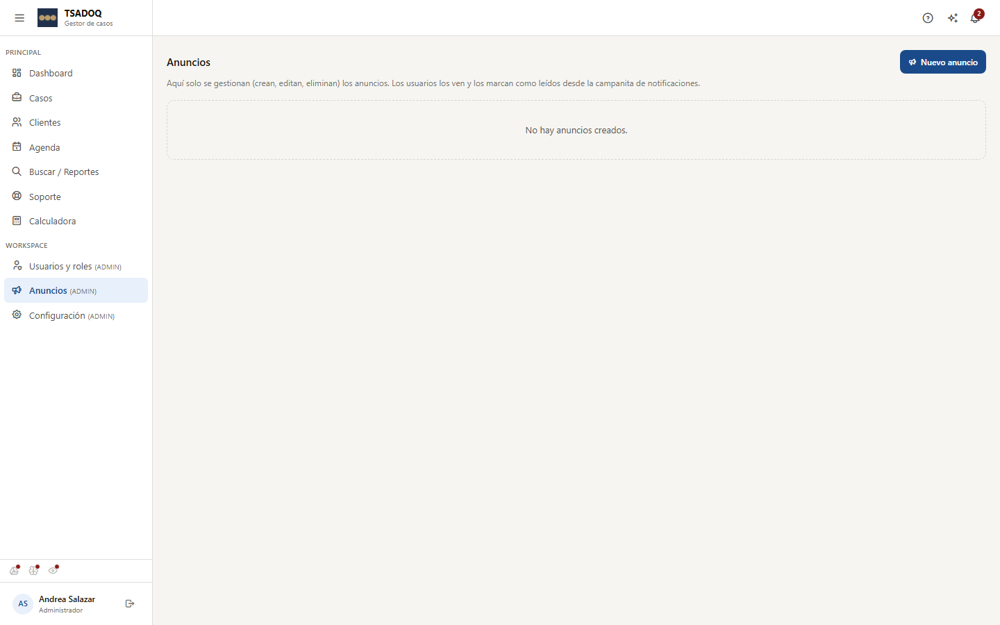 TSADOQ
Gestor de casos
2
PRINCIPAL
Dashboard
Casos
Clientes
Agenda
Buscar / Reportes
Soporte
Calculadora
WORKSPACE
Usuarios y roles (ADMIN)
Anuncios (ADMIN)
Configuración (ADMIN)
AS
Andrea Salazar
Administrador
Anuncios
Nuevo anuncio
Aquí solo se gestionan (crean, editan, eliminan) los anuncios. Los usuarios los ven y los marcan como leídos desde la campanita de notificaciones.
No hay anuncios creados.